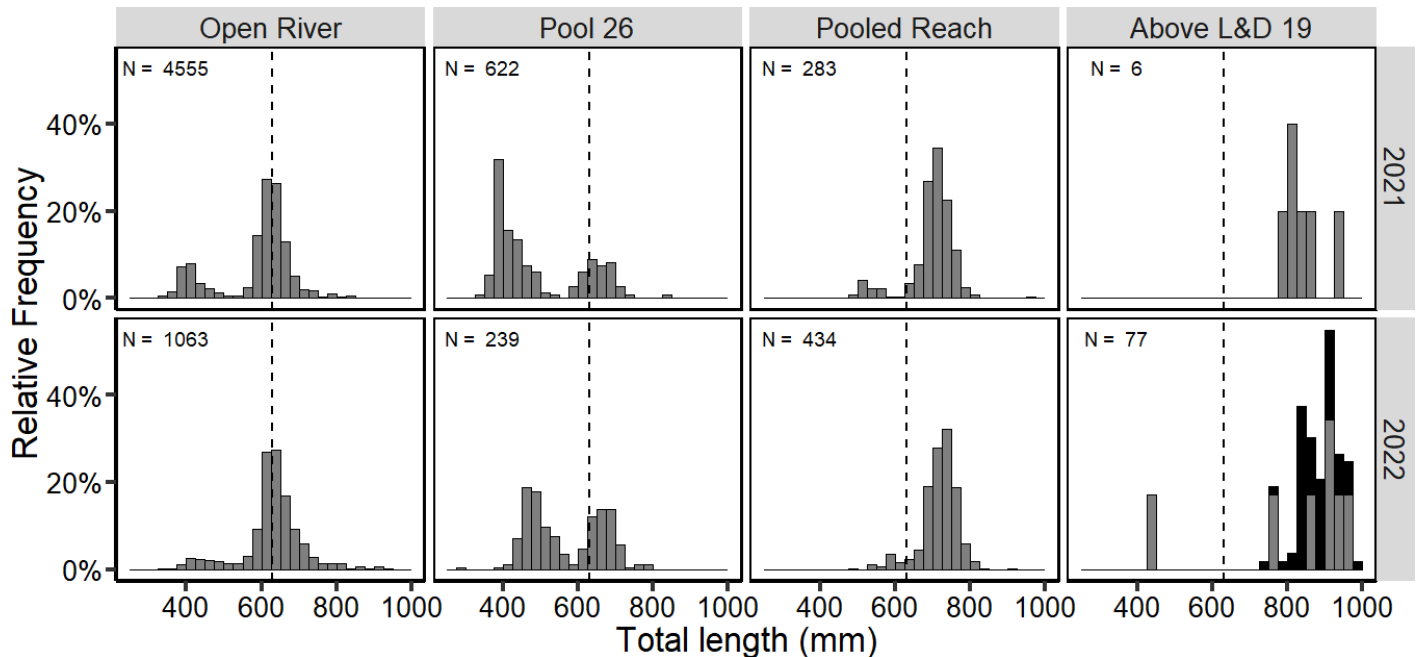 Open River Pool 26 Pooled Reach Above L&D 19
N = 4555 N = 622 N = 283 N = 6
40%
20%
0%
2021
N = 1063 N = 239 N = 434 N = 77
40%
20%
0%
2022
Relative Frequency
400 600 800 1000 400 600 800 1000 400 600 800 1000 400 600 800 1000
Total length (mm)